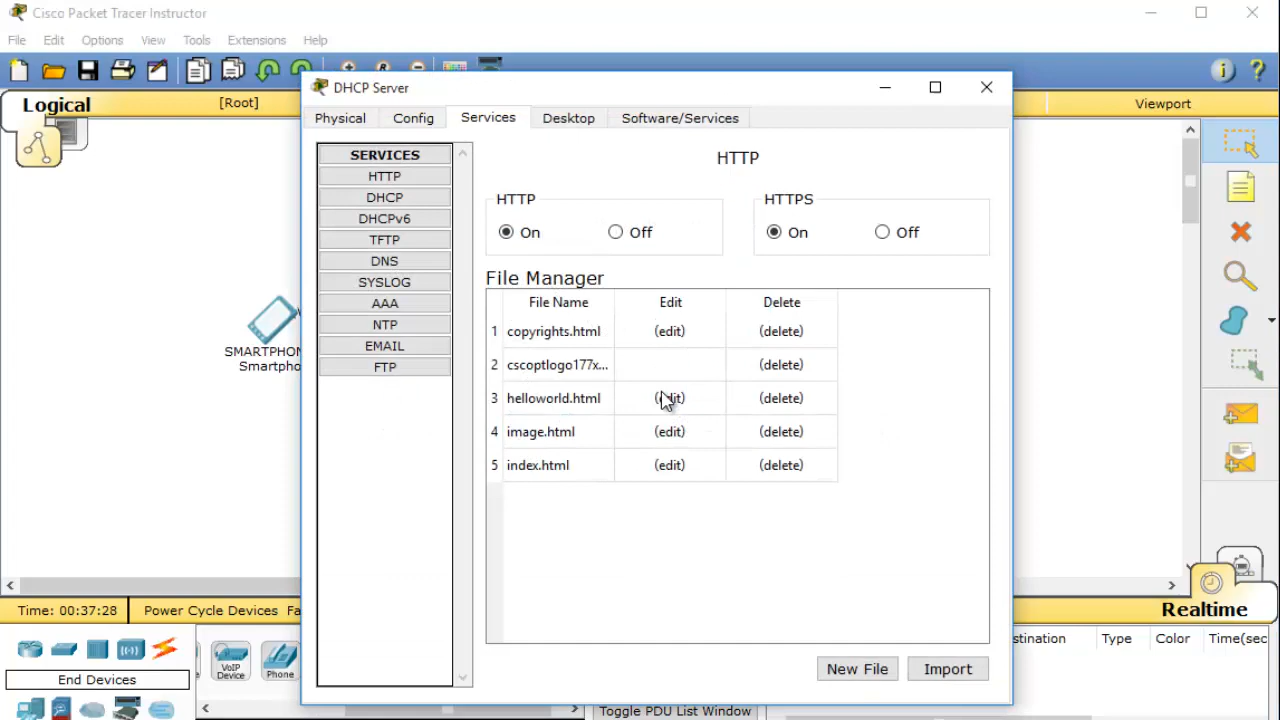 Cisco Packet Tracer Instructor
File Edit Options View Tools Extensions Help
Logical
[Root]
Viewport
DHCP Server
Physical Config Services Desktop Software/Services
SERVICES
HTTP
DHCP
DHCPv6
TFTP
DNS
SYSLOG
AAA
NTP
EMAIL
FTP
HTTP
HTTP
On Off
HTTPS
On Off
File Manager
File Name Edit Delete
1 copyrights.html (edit) (delete)
2 cscoptlogo177x... (delete)
3 helloworld.html (edit) (delete)
4 image.html (edit) (delete)
5 index.html (edit) (delete)
New File Import
SMARTPHON
Smartpho
Time: 00:37:28 Power Cycle Devices Fa
Realtime
End Devices
VoIP
Device
Phone
stination Type Color Time(sec
Toggle PDU List Window